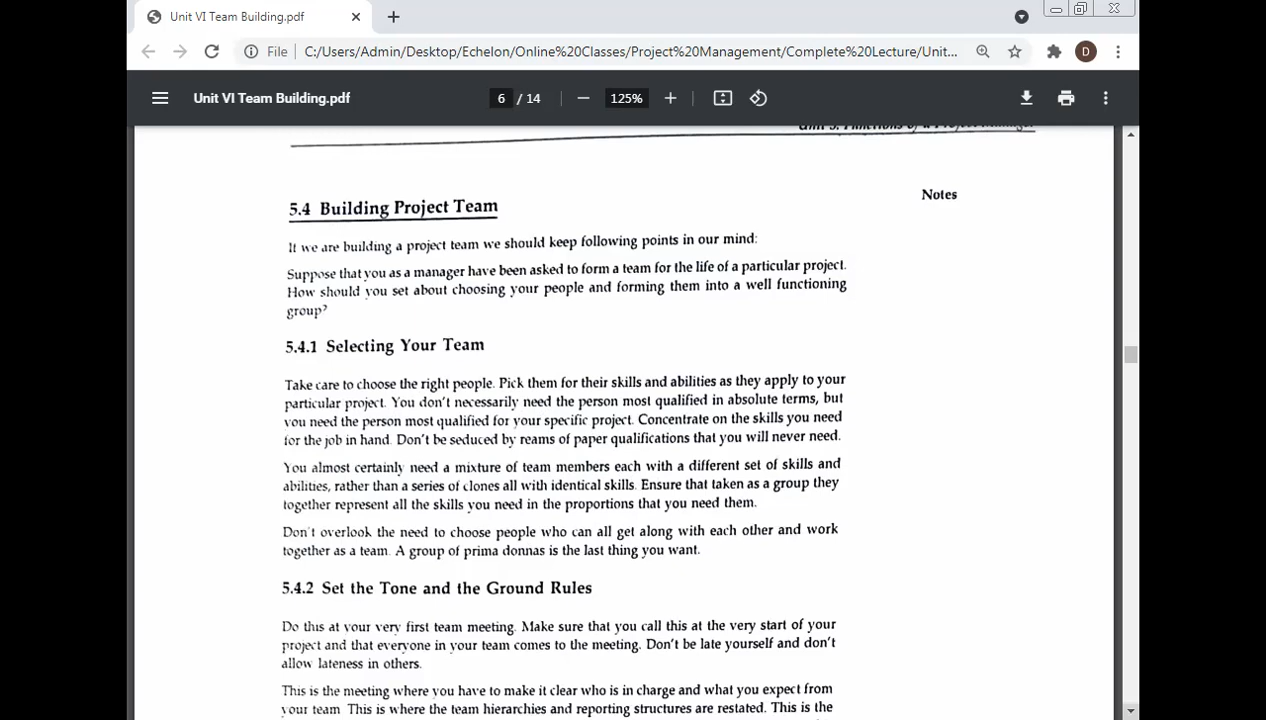 Unit VI Team Building.pdf
File C:/Users/Admin/Desktop/Echelon/Online%20Classes/Project%20Management/Complete%20Lecture/Unit... D
Unit VI Team Building.pdf 6 / 14 125%
Unit 5: Functions of a Project Manager
Notes
5.4 Building Project Team
If we are building a project team we should keep following points in our mind:
Suppose that you as a manager have been asked to form a team for the life of a particular project.
How should you set about choosing your people and forming them into a well functioning
group?
5.4.1 Selecting Your Team
Take care to choose the right people. Pick them for their skills and abilities as they apply to your
particular project. You don't necessarily need the person most qualified in absolute terms, but
you need the person most qualified for your specific project. Concentrate on the skills you need
for the job in hand. Don't be seduced by reams of paper qualifications that you will never need.
You almost certainly need a mixture of team members each with a different set of skills and
abilities, rather than a series of clones all with identical skills. Ensure that taken as a group they
together represent all the skills you need in the proportions that you need them.
Don't overlook the need to choose people who can all get along with each other and work
together as a team. A group of prima donnas is the last thing you want.
5.4.2 Set the Tone and the Ground Rules
Do this at your very first team meeting. Make sure that you call this at the very start of your
project and that everyone in your team comes to the meeting. Don't be late yourself and don't
allow lateness in others.
This is the meeting where you have to make it clear who is in charge and what you expect from
your team. This is where the team hierarchies and reporting structures are restated. This is the